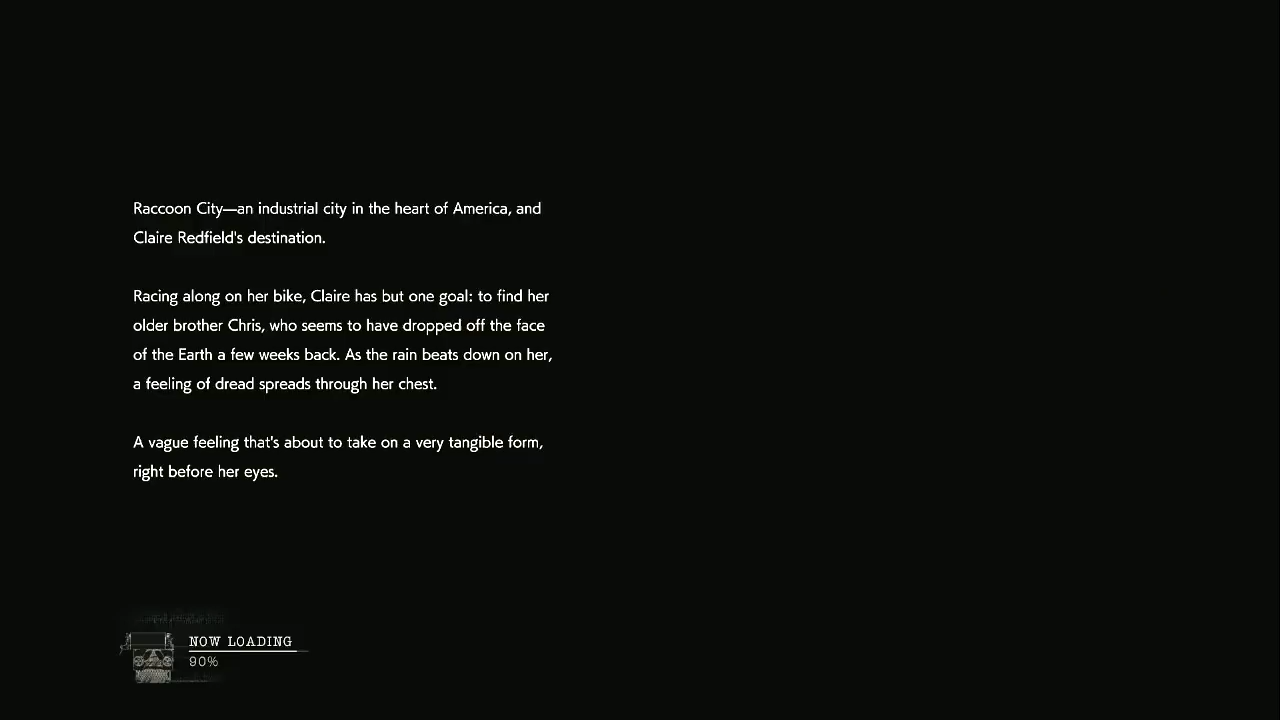 Raccoon City—an industrial city in the heart of America, and
Claire Redfield's destination.
Racing along on her bike, Claire has but one goal: to find her
older brother Chris, who seems to have dropped off the face
of the Earth a few weeks back. As the rain beats down on her,
a feeling of dread spreads through her chest.
A vague feeling that's about to take on a very tangible form,
right before her eyes.
NOW LOADING
90%